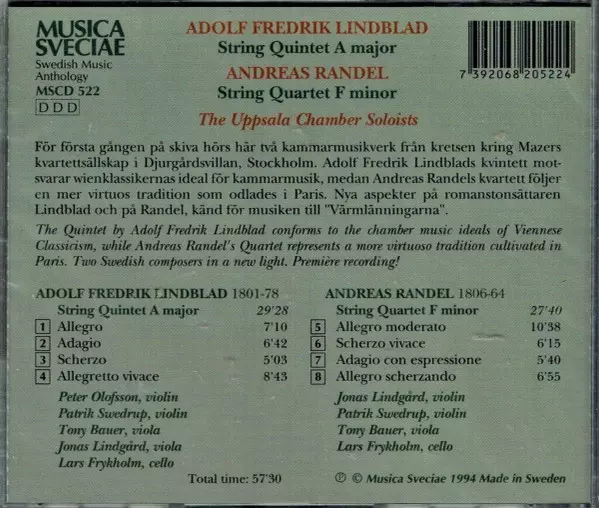 MUSICA
SVECIAE
Swedish Music
Anthology
MSCD 522
DDD
ADOLF FREDRIK LINDBLAD
String Quintet A major
ANDREAS RANDEL
String Quartet F minor
The Uppsala Chamber Soloists
7 392068 205224
För första gången på skiva hörs här två kammarmusikverk från kretsen kring Mazers
kvartettsällskap i Djurgårdsvillan, Stockholm. Adolf Fredrik Lindblads kvintett mot-
svarar wienklassikernas ideal för kammarmusik, medan Andreas Randels kvartett följer
en mer virtuos tradition som odlades i Paris. Nya aspekter på romanstonsättaren
Lindblad och på Randel, känd för musiken till "Värmlänningarna".
The Quintet by Adolf Fredrik Lindblad conforms to the chamber music ideals of Viennese
Classicism, while Andreas Randel's Quartet represents a more virtuoso tradition cultivated in
Paris. Two Swedish composers in a new light. Première recording!
ADOLF FREDRIK LINDBLAD 1801-78
String Quintet A major 29'28
1 Allegro 7'10
2 Adagio 6'42
3 Scherzo 5'03
4 Allegretto vivace 8'43
Peter Olofsson, violin
Patrik Swedrup, violin
Tony Bauer, viola
Jonas Lindgård, viola
Lars Frykholm, cello
Total time: 57'30
ANDREAS RANDEL 1806-64
String Quartet F minor 27'40
5 Allegro moderato 10'38
6 Scherzo vivace 6'15
7 Adagio con espressione 5'40
8 Allegro scherzando 6'55
Jonas Lindgård, violin
Patrik Swedrup, violin
Tony Bauer, viola
Lars Frykholm, cello
℗ © Musica Sveciae 1994 Made in Sweden